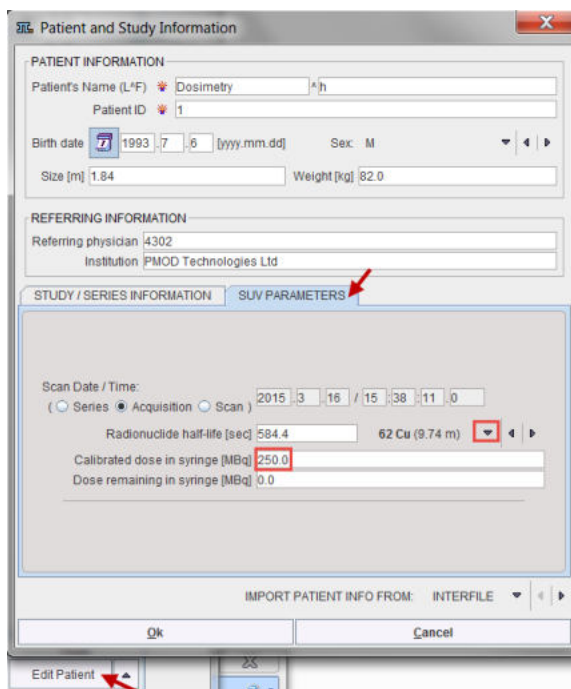 Patient and Study Information
PATIENT INFORMATION
Patient's Name (L^F) Dosimetry ^ h
Patient ID 1
Birth date 7 1993 . 7 . 6 [yyyy.mm.dd] Sex: M
Size [m] 1.84 Weight [kg] 82.0
REFERRING INFORMATION
Referring physician 4302
Institution PMOD Technologies Ltd
STUDY / SERIES INFORMATION SUV PARAMETERS
Scan Date / Time:
( Series Acquisition Scan ) 2015 . 3 . 16 / 15 : 38 : 11 . 0
Radionuclide half-life [sec] 584.4 62 Cu (9.74 m)
Calibrated dose in syringe [MBq] 250.0
Dose remaining in syringe [MBq] 0.0
IMPORT PATIENT INFO FROM: INTERFILE
Ok Cancel
Edit Patient